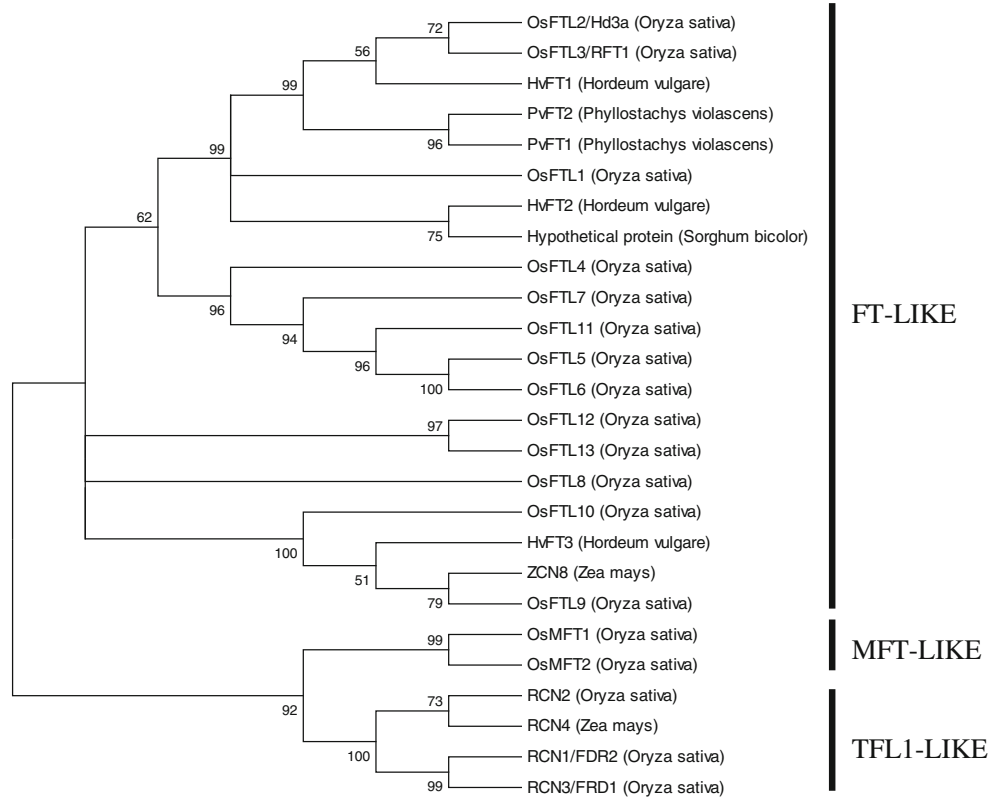 72
OsFTL2/Hd3a (Oryza sativa)
OsFTL3/RFT1 (Oryza sativa)
56
HvFT1 (Hordeum vulgare)
99
PvFT2 (Phyllostachys violascens)
96
PvFT1 (Phyllostachys violascens)
99
OsFTL1 (Oryza sativa)
HvFT2 (Hordeum vulgare)
75
Hypothetical protein (Sorghum bicolor)
62
OsFTL4 (Oryza sativa)
96
OsFTL7 (Oryza sativa)
94
OsFTL11 (Oryza sativa)
96
OsFTL5 (Oryza sativa)
100
OsFTL6 (Oryza sativa)
97
OsFTL12 (Oryza sativa)
OsFTL13 (Oryza sativa)
OsFTL8 (Oryza sativa)
OsFTL10 (Oryza sativa)
100
HvFT3 (Hordeum vulgare)
51
ZCN8 (Zea mays)
79
OsFTL9 (Oryza sativa)
FT-LIKE
99
OsMFT1 (Oryza sativa)
OsMFT2 (Oryza sativa)
MFT-LIKE
92
73
RCN2 (Oryza sativa)
RCN4 (Zea mays)
100
RCN1/FDR2 (Oryza sativa)
99
RCN3/FRD1 (Oryza sativa)
TFL1-LIKE